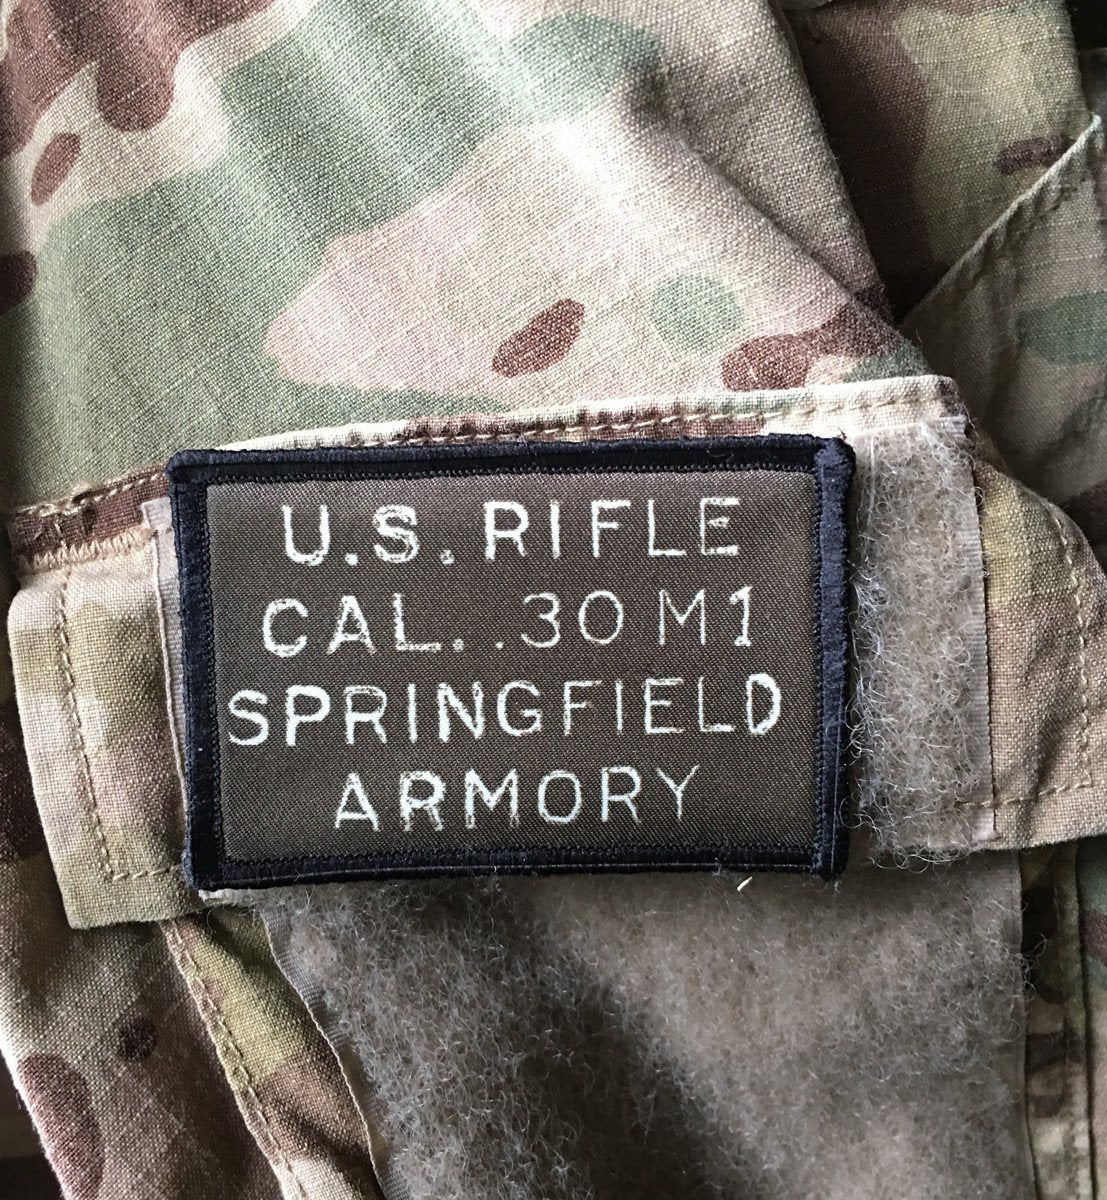 U.S. RIFLE
CAL. .30 M1
SPRINGFIELD
ARMORY